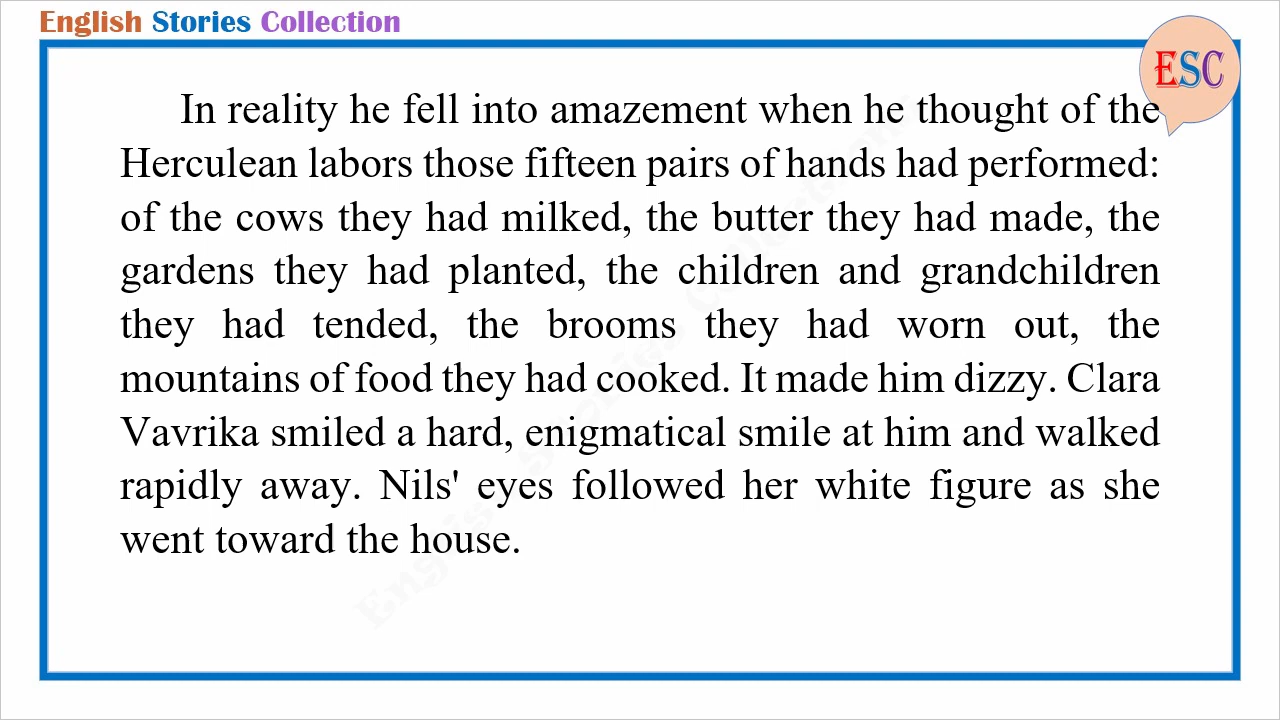 English Stories Collection
ESC
In reality he fell into amazement when he thought of the
Herculean labors those fifteen pairs of hands had performed:
of the cows they had milked, the butter they had made, the
gardens they had planted, the children and grandchildren
they had tended, the brooms they had worn out, the
mountains of food they had cooked. It made him dizzy. Clara
Vavrika smiled a hard, enigmatical smile at him and walked
rapidly away. Nils' eyes followed her white figure as she
went toward the house.
English Stories Collection